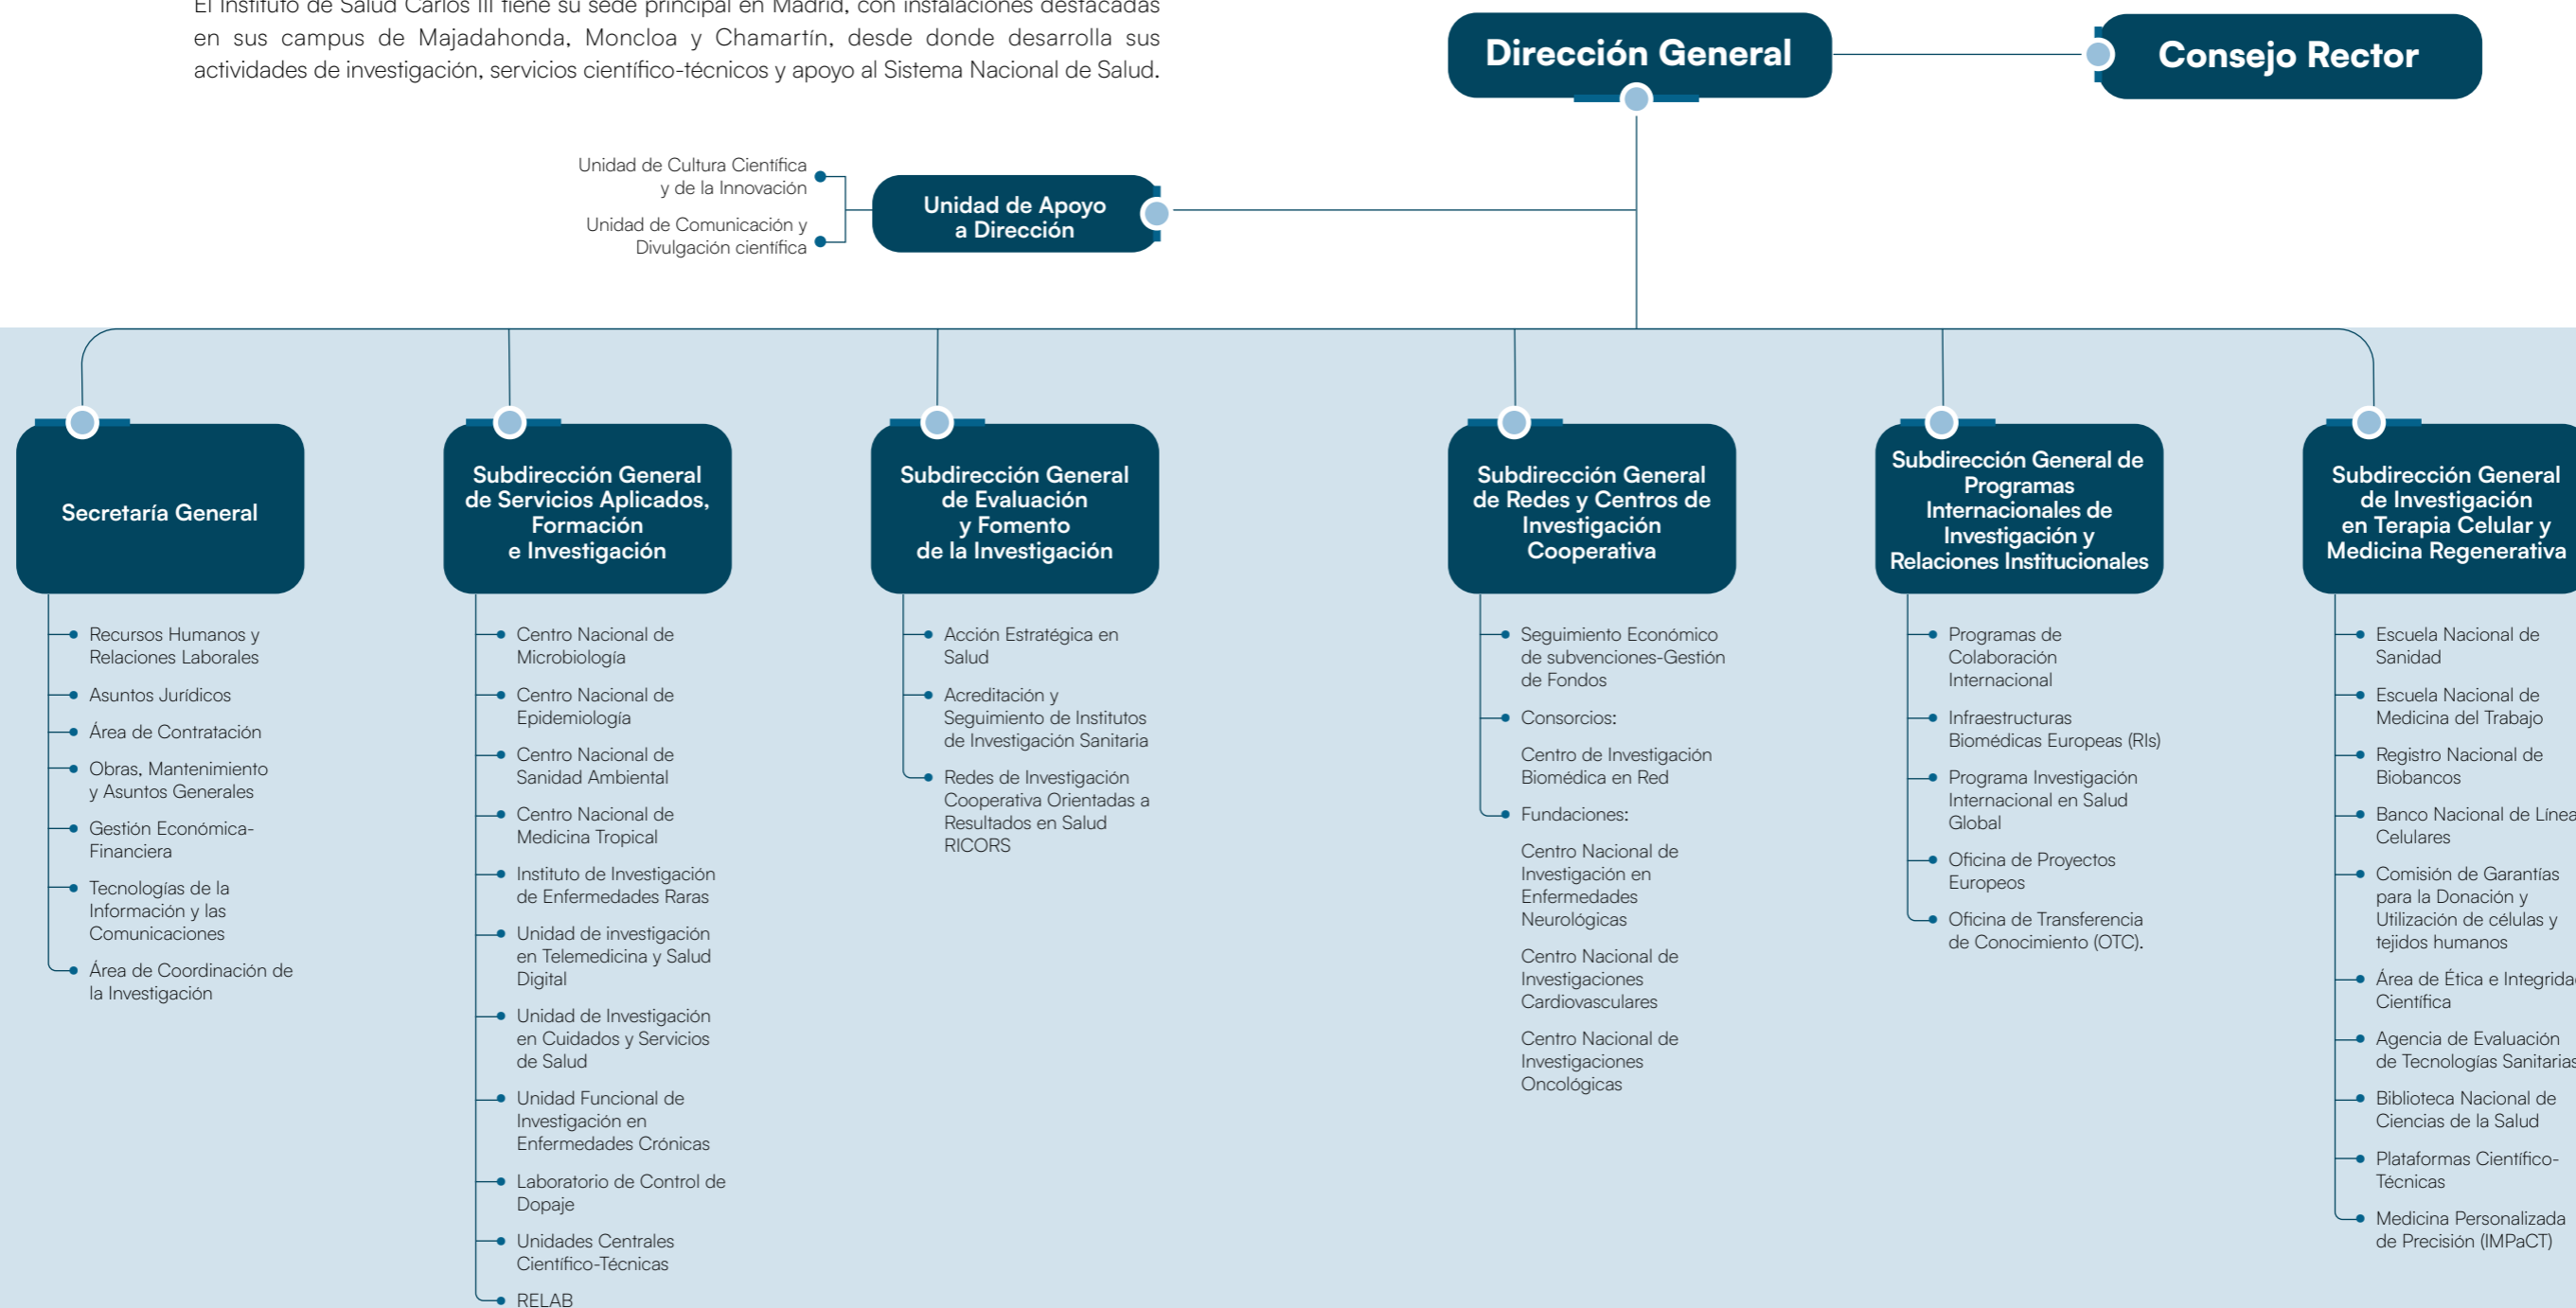 El Instituto de Salud Carlos III tiene su sede principal en Madrid, con instalaciones destacadas
en sus campus de Majadahonda, Moncloa y Chamartín, desde donde desarrolla sus
actividades de investigación, servicios científico-técnicos y apoyo al Sistema Nacional de Salud.
Dirección General
Consejo Rector
Unidad de Cultura Científica
y de la Innovación
Unidad de Comunicación y
Divulgación científica
Unidad de Apoyo
a Dirección
Secretaría General
Recursos Humanos y
Relaciones Laborales
Asuntos Jurídicos
Área de Contratación
Obras, Mantenimiento
y Asuntos Generales
Gestión Económica-
Financiera
Tecnologías de la
Información y las
Comunicaciones
Área de Coordinación de
la Investigación
Subdirección General
de Servicios Aplicados,
Formación
e Investigación
Centro Nacional de
Microbiología
Centro Nacional de
Epidemiología
Centro Nacional de
Sanidad Ambiental
Centro Nacional de
Medicina Tropical
Instituto de Investigación
de Enfermedades Raras
Unidad de investigación
en Telemedicina y Salud
Digital
Unidad de Investigación
en Cuidados y Servicios
de Salud
Unidad Funcional de
Investigación en
Enfermedades Crónicas
Laboratorio de Control de
Dopaje
Unidades Centrales
Científico-Técnicas
RELAB
Subdirección General
de Evaluación
y Fomento
de la Investigación
Acción Estratégica en
Salud
Acreditación y
Seguimiento de Institutos
de Investigación Sanitaria
Redes de Investigación
Cooperativa Orientadas a
Resultados en Salud
RICORS
Subdirección General
de Redes y Centros de
Investigación
Cooperativa
Seguimiento Económico
de subvenciones-Gestión
de Fondos
Consorcios:
Centro de Investigación
Biomédica en Red
Fundaciones:
Centro Nacional de
Investigación en
Enfermedades
Neurológicas
Centro Nacional de
Investigaciones
Cardiovasculares
Centro Nacional de
Investigaciones
Oncológicas
Subdirección General de
Programas
Internacionales de
Investigación y
Relaciones Institucionales
Programas de
Colaboración
Internacional
Infraestructuras
Biomédicas Europeas (RIs)
Programa Investigación
Internacional en Salud
Global
Oficina de Proyectos
Europeos
Oficina de Transferencia
de Conocimiento (OTC).
Subdirección General
de Investigación
en Terapia Celular y
Medicina Regenerativa
Escuela Nacional de
Sanidad
Escuela Nacional de
Medicina del Trabajo
Registro Nacional de
Biobancos
Banco Nacional de Línea
Celulares
Comisión de Garantías
para la Donación y
Utilización de células y
tejidos humanos
Área de Ética e Integridad
Científica
Agencia de Evaluación
de Tecnologías Sanitarias
Biblioteca Nacional de
Ciencias de la Salud
Plataformas Científico-
Técnicas
Medicina Personalizada
de Precisión (IMPaCT)